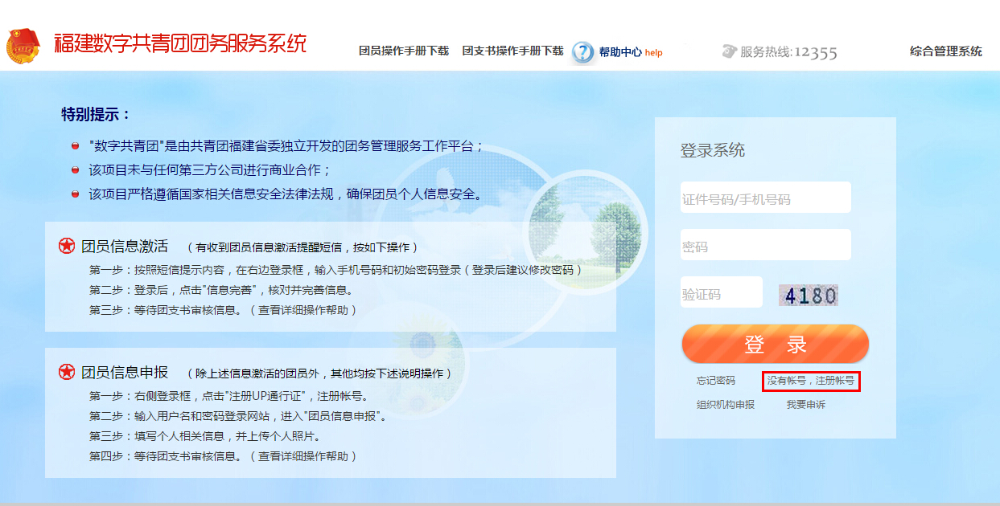 福建数字共青团团务服务系统
团员操作手册下载 团支书操作手册下载 帮助中心 help 服务热线:12355 综合管理系统
特别提示：
"数字共青团"是由共青团福建省委独立开发的团务管理服务工作平台；
该项目未与任何第三方公司进行商业合作；
该项目严格遵循国家相关信息安全法律法规，确保团员个人信息安全。
团员信息激活 （有收到团员信息激活提醒短信，按如下操作）
第一步：按照短信提示内容，在右边登录框，输入手机号码和初始密码登录（登录后建议修改密码）
第二步：登录后，点击"信息完善"，核对并完善信息。
第三步：等待团支书审核信息。（查看详细操作帮助）
团员信息申报 （除上述信息激活的团员外，其他均按下述说明操作）
第一步：右侧登录框，点击"注册UP通行证"，注册帐号。
第二步：输入用户名和密码登录网站，进入"团员信息申报"。
第三步：填写个人相关信息，并上传个人照片。
第四步：等待团支书审核信息。（查看详细操作帮助）
登录系统
证件号码/手机号码
密码
验证码 4180
登 录
忘记密码 没有帐号，注册帐号
组织机构申报 我要申诉